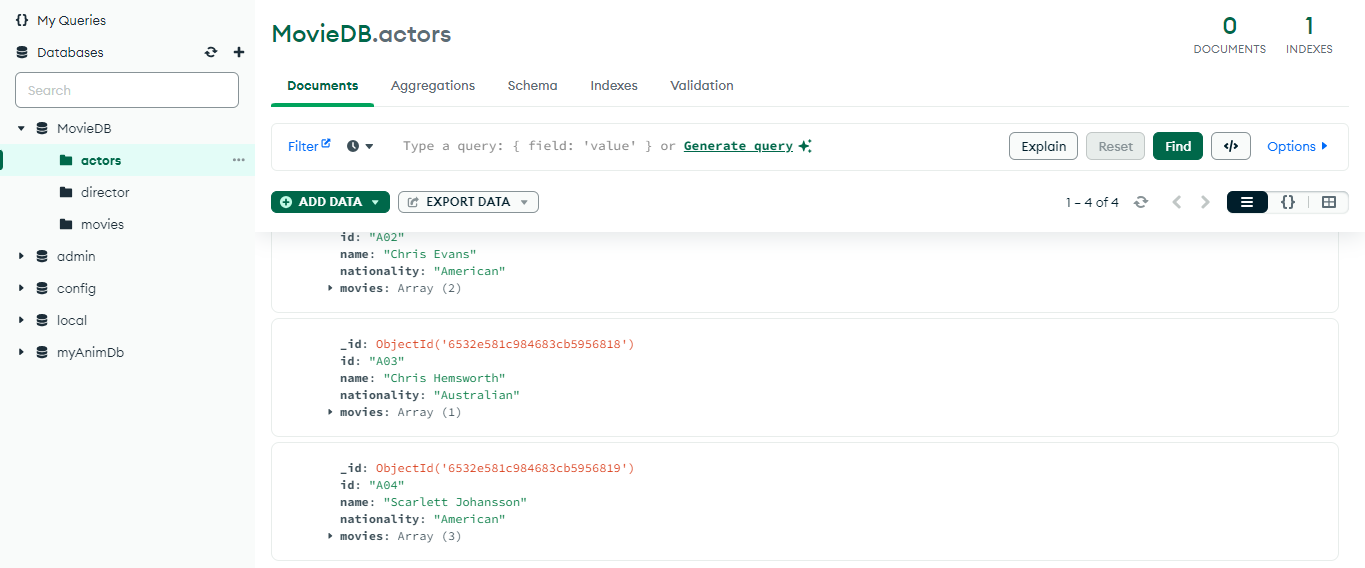 {} My Queries
Databases
Search
MovieDB
actors
director
movies
admin
config
local
myAnimDb
MovieDB.actors
0
DOCUMENTS
1
INDEXES
Documents
Aggregations
Schema
Indexes
Validation
Filter
Type a query: { field: 'value' } or Generate query
Explain
Reset
Find
</>
Options
ADD DATA
EXPORT DATA
1 – 4 of 4
{}
id: "A02"
name: "Chris Evans"
nationality: "American"
movies: Array (2)
_id: ObjectId('6532e581c984683cb5956818')
id: "A03"
name: "Chris Hemsworth"
nationality: "Australian"
movies: Array (1)
_id: ObjectId('6532e581c984683cb5956819')
id: "A04"
name: "Scarlett Johansson"
nationality: "American"
movies: Array (3)